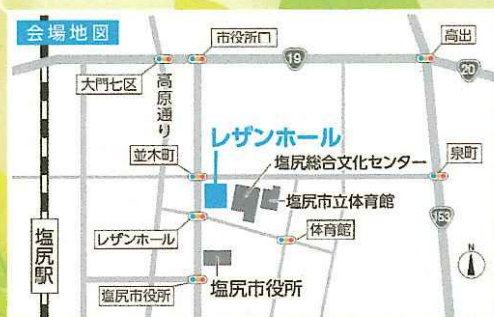 会場地図
市役所口
高出
19
20
大門七区
高原通り
レザンホール
並木町
塩尻総合文化センター
泉町
塩尻市立体育館
153
レザンホール
体育館
塩尻駅
N
塩尻市役所
塩尻市役所